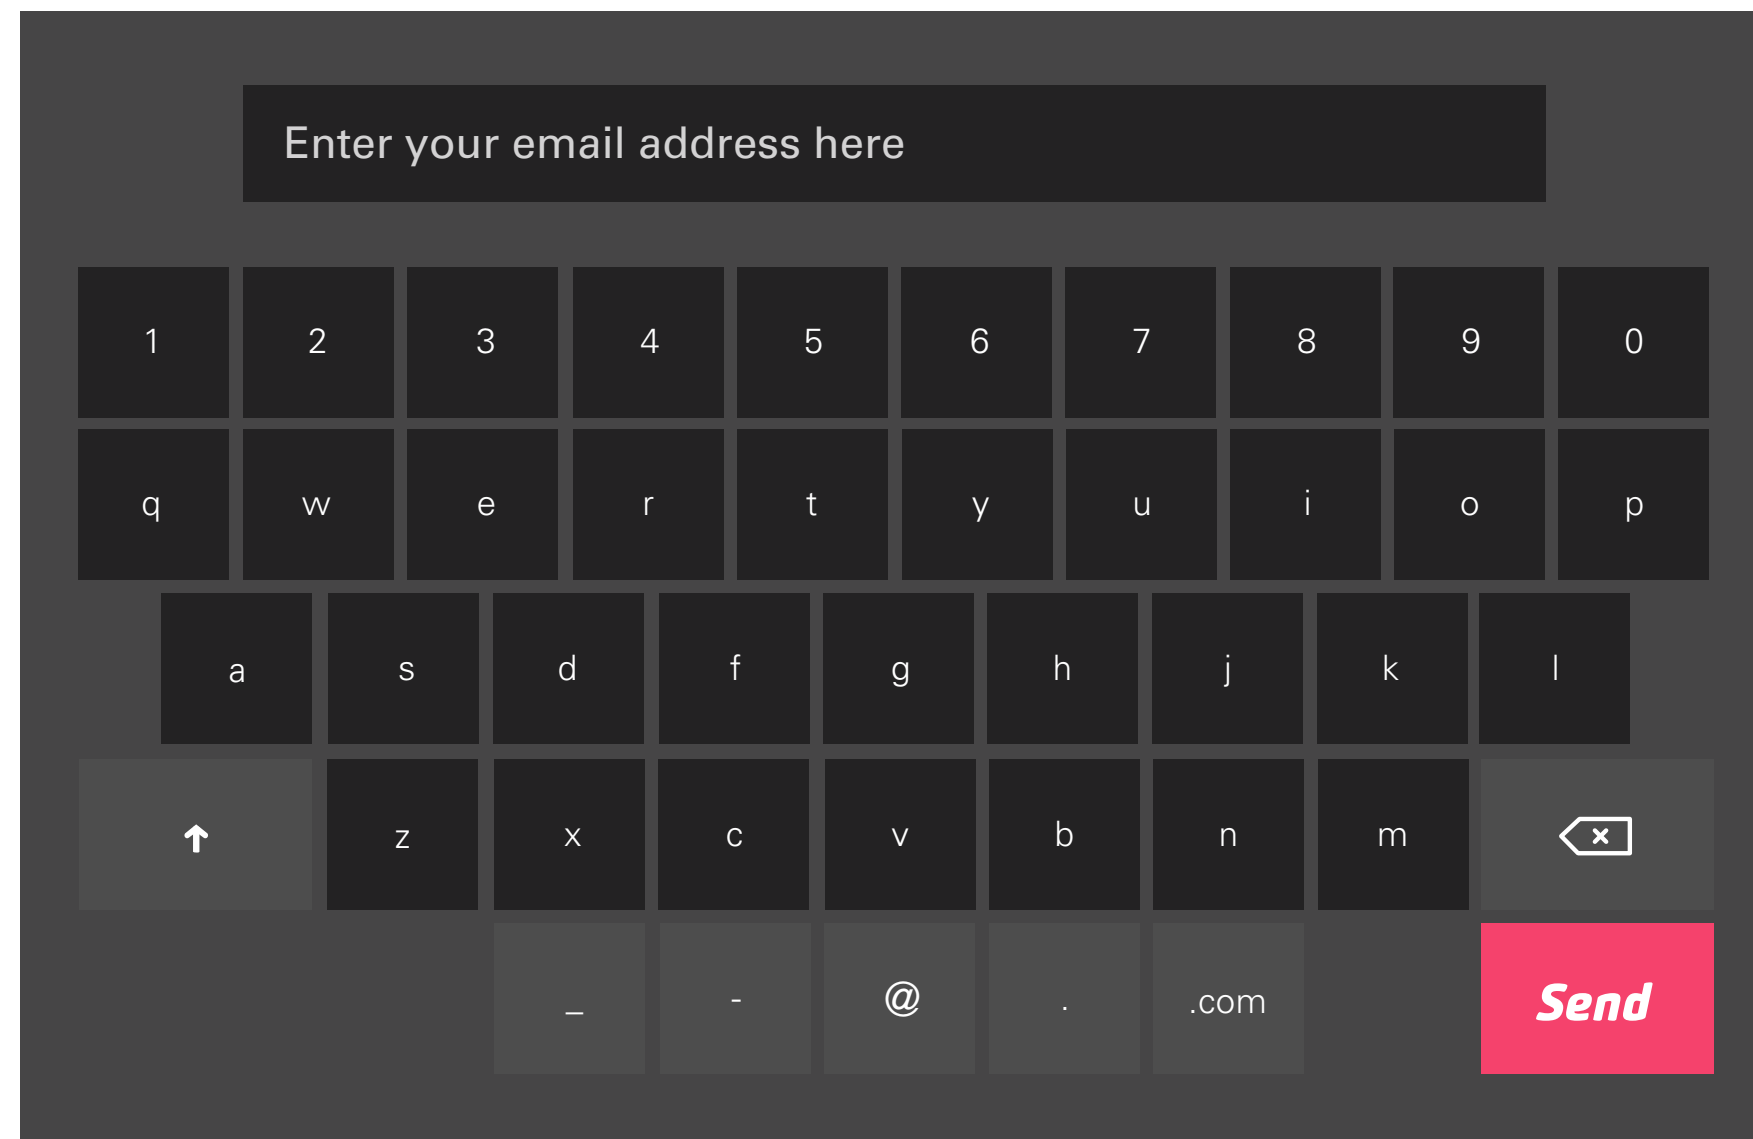 Enter your email address here
1 2 3 4 5 6 7 8 9 0
q w e r t y u i o p
a s d f g h j k l
z x c v b n m
_ - @ . .com Send